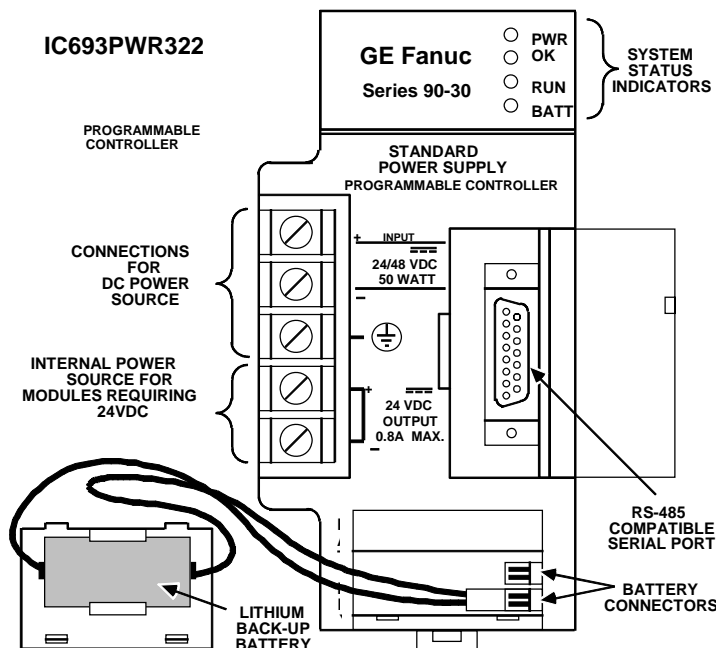 IC693PWR322
GE Fanuc
Series 90-30
PWR
OK
RUN
BATT
SYSTEM
STATUS
INDICATORS
PROGRAMMABLE
CONTROLLER
STANDARD
POWER SUPPLY
PROGRAMMABLE CONTROLLER
CONNECTIONS
FOR
DC POWER
SOURCE
+ INPUT
24/48 VDC
50 WATT
–
INTERNAL POWER
SOURCE FOR
MODULES REQUIRING
24VDC
+
24 VDC
OUTPUT
0.8A MAX.
–
RS-485
COMPATIBLE
SERIAL PORT
BATTERY
CONNECTORS
LITHIUM
BACK-UP
BATTERY